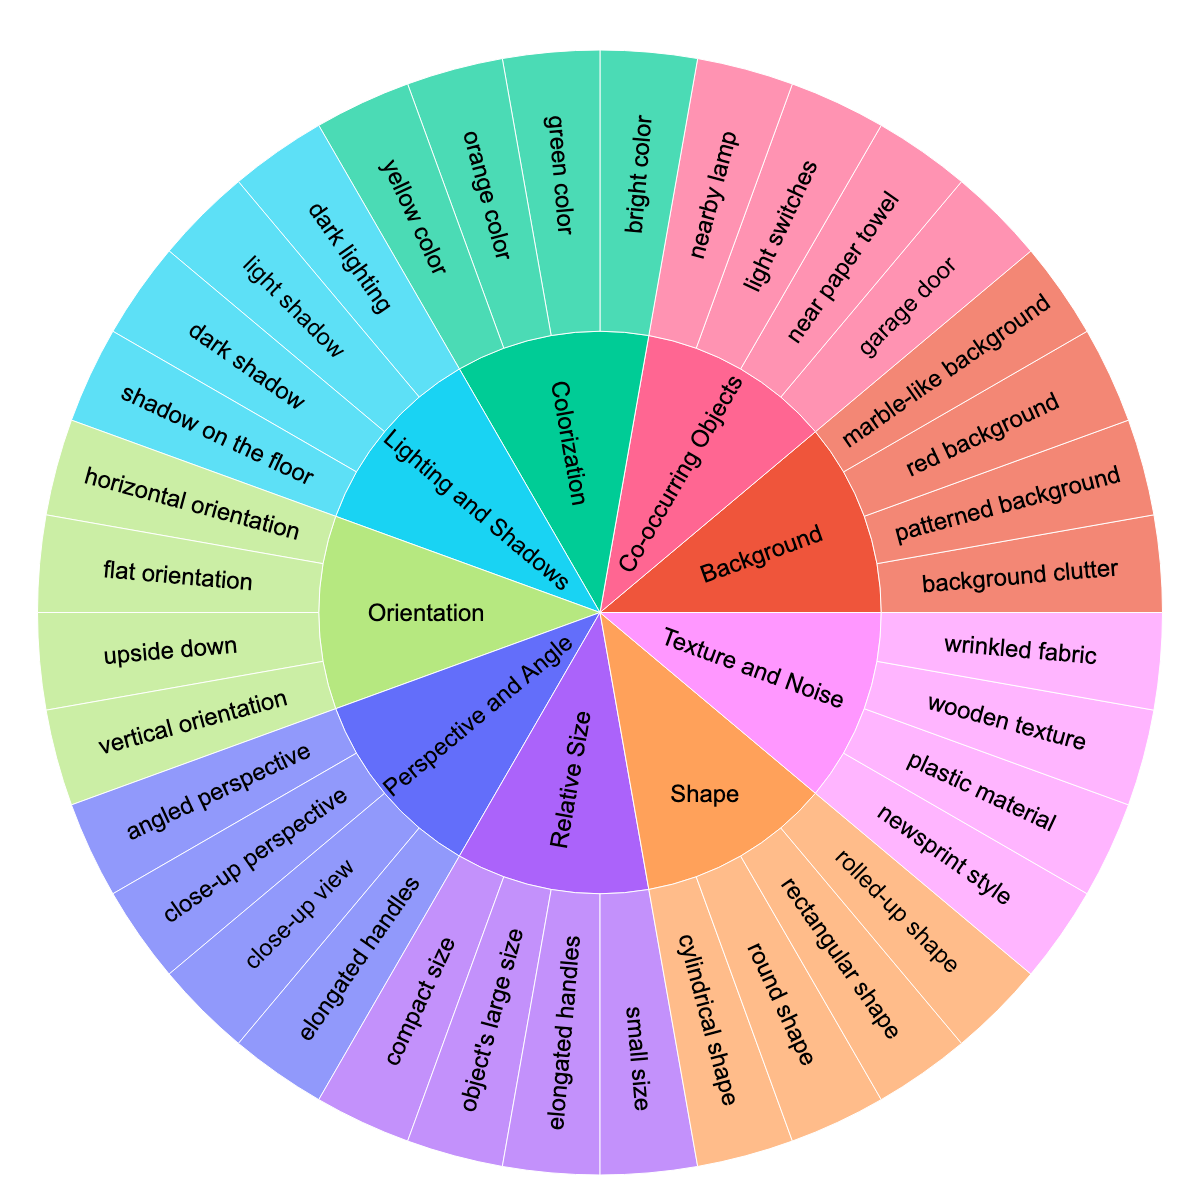 Colorization
yellow color
orange color
green color
bright color
Co-occurring Objects
nearby lamp
light switches
near paper towel
garage door
Background
marble-like background
red background
patterned background
background clutter
Texture and Noise
wrinkled fabric
wooden texture
plastic material
newsprint style
Shape
rolled-up shape
rectangular shape
round shape
cylindrical shape
Relative Size
small size
elongated handles
object's large size
compact size
Perspective and Angle
elongated handles
close-up view
close-up perspective
angled perspective
Orientation
vertical orientation
upside down
flat orientation
horizontal orientation
Lighting and Shadows
shadow on the floor
dark shadow
light shadow
dark lighting